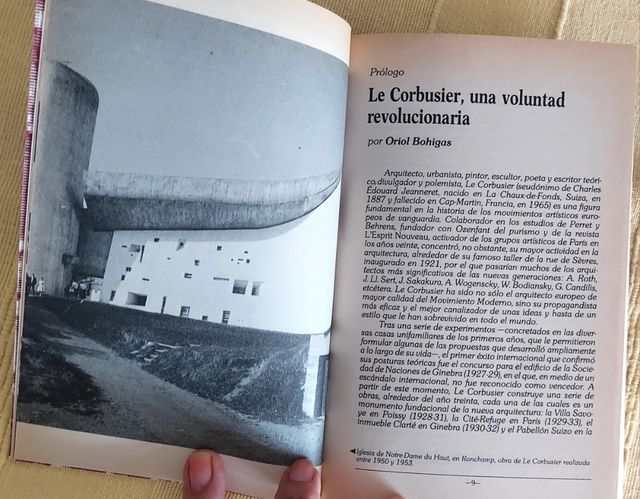 Prólogo
Le Corbusier, una voluntad
revolucionaria
por Oriol Bohigas
Arquitecto, urbanista, pintor, escultor, poeta y escritor teóri-
co, divulgador y polemista, Le Corbusier (seudónimo de Charles
Édouard Jeanneret, nacido en La Chaux-de-Fonds, Suiza, en
1887 y fallecido en Cap-Martin, Francia, en 1965) es una figura
fundamental en la historia de los movimientos artísticos euro-
peos de vanguardia. Colaborador en los estudios de Perret y
Behrens, fundador con Ozenfant del purismo y de la revista
L'Esprit Nouveau, activador de los grupos artísticos de París en
los años veinte, concentró, no obstante, su mayor actividad en la
arquitectura, alrededor de su famoso taller de la rue de Sèvres,
inaugurado en 1921, por el que pasarían muchos de los arqui-
tectos más significativos de las nuevas generaciones: A. Roth,
J. Ll. Sert, J. Sakakura, A. Wogenscky, W. Bodiansky, G. Candilis,
etcétera. Le Corbusier ha sido no sólo el arquitecto europeo de
mayor calidad del Movimiento Moderno, sino su propagandista
más eficaz y el mejor canalizador de unas ideas y hasta de un
estilo que le han sobrevivido en todo el mundo.
Tras una serie de experimentos —concretados en las diver-
sas casas unifamiliares de los primeros años, que le permitieron
formular algunas de las propuestas que desarrolló ampliamente
a lo largo de su vida—, el primer éxito internacional que confirmó
sus posturas teóricas fue el concurso para el edificio de la Socie-
dad de Naciones de Ginebra (1927-29), en el que, en medio de un
escándalo internacional, no fue reconocido como vencedor. A
partir de este momento, Le Corbusier construye una serie de
obras, alrededor del año treinta, cada una de las cuales es un
monumento fundacional de la nueva arquitectura: la Villa Savo-
ye en Poissy (1928-31), la Cité-Refuge en París (1929-33), el
inmueble Clarté en Ginebra (1930-32) y el Pabellón Suizo en la
◄Iglesia de Notre-Dame du Haut, en Ronchamp, obra de Le Corbusier realizada
entre 1950 y 1953.
—9—